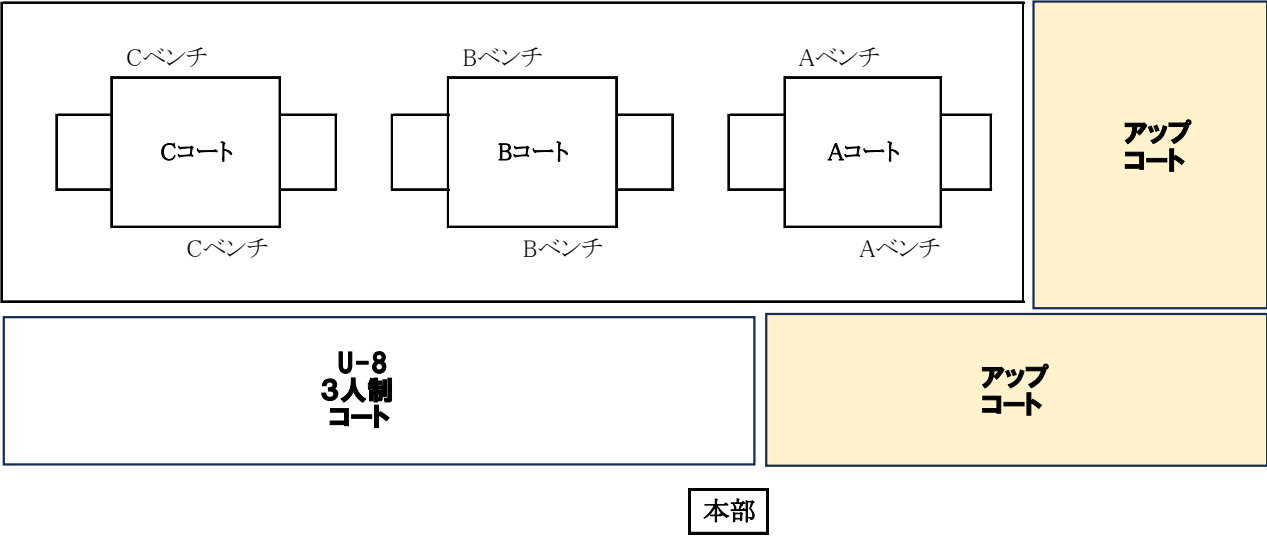 Cベンチ
Bベンチ
Aベンチ
Cコート
Bコート
Aコート
Cベンチ
Bベンチ
Aベンチ
アップ
コート
U-8
3人制
コート
アップ
コート
本部